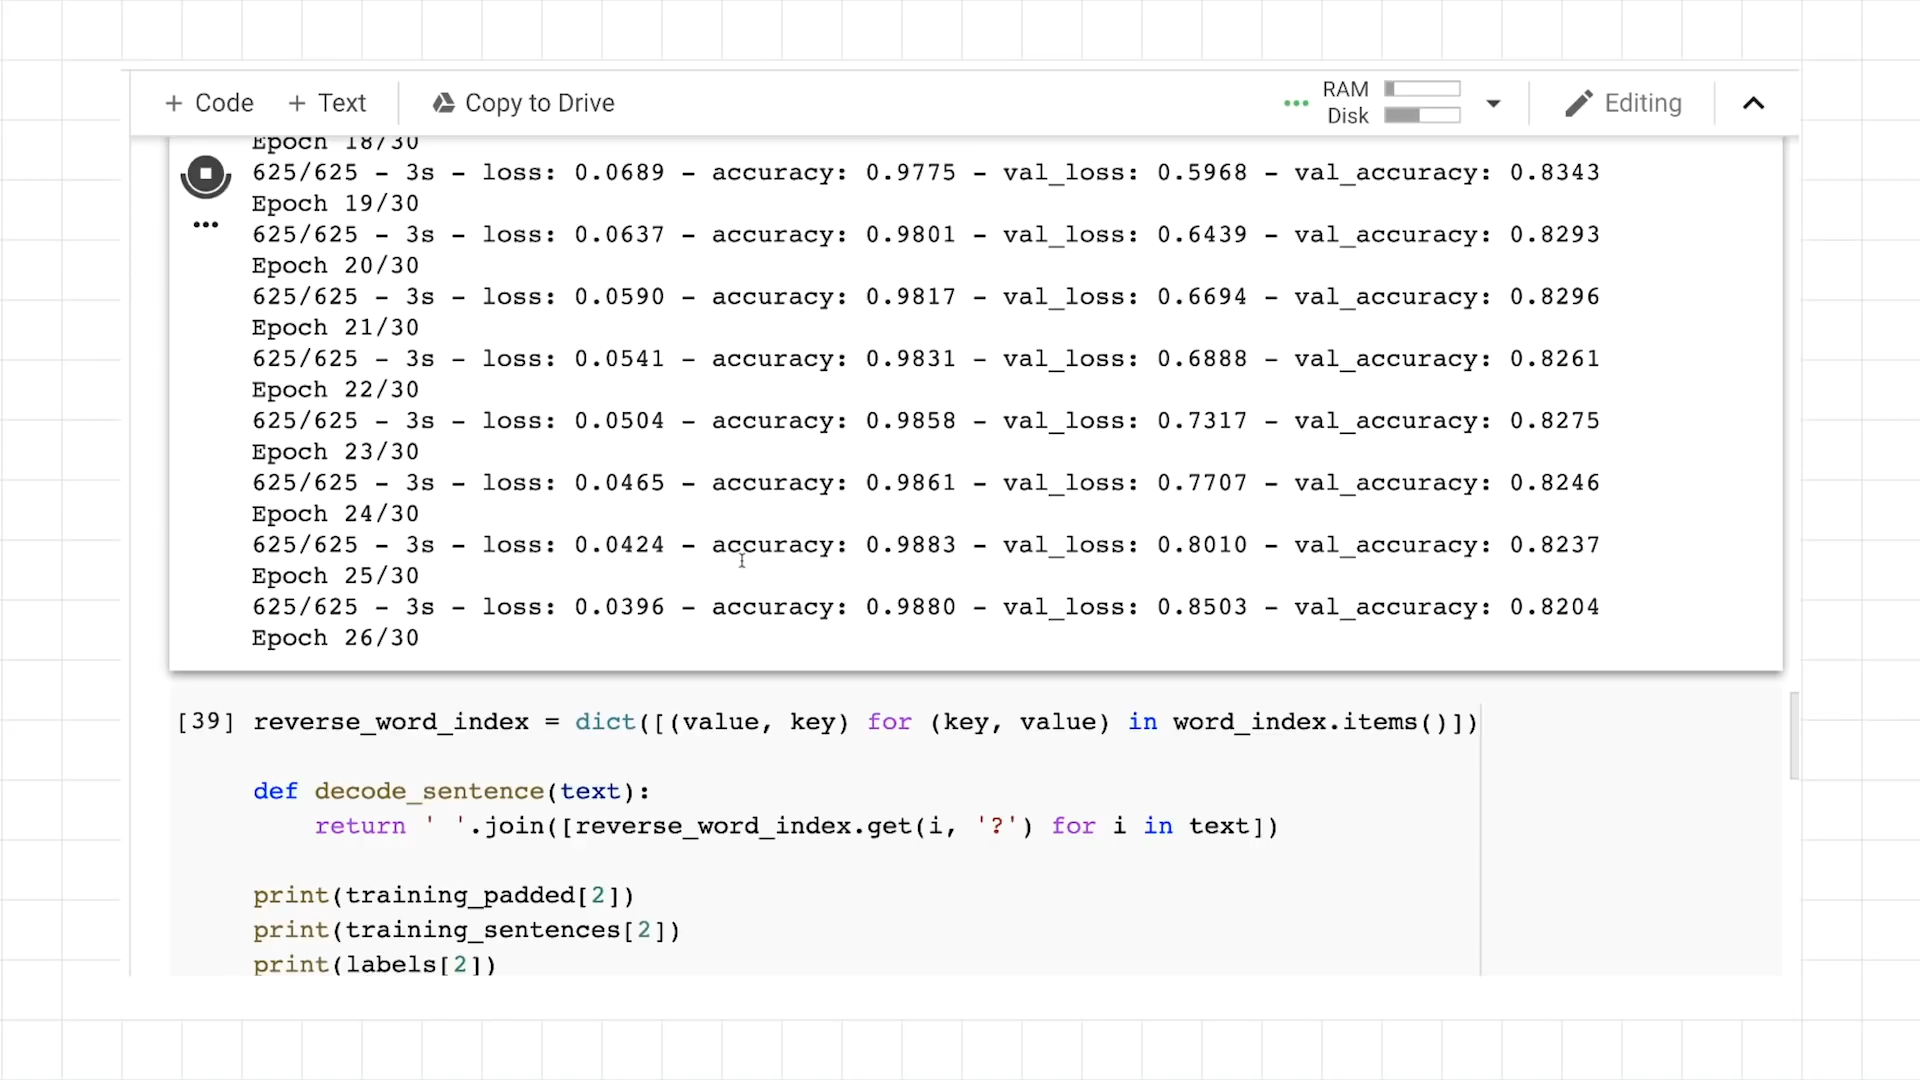 + Code + Text Copy to Drive RAM Disk Editing
Epoch 18/30
625/625 - 3s - loss: 0.0689 - accuracy: 0.9775 - val_loss: 0.5968 - val_accuracy: 0.8343
Epoch 19/30
625/625 - 3s - loss: 0.0637 - accuracy: 0.9801 - val_loss: 0.6439 - val_accuracy: 0.8293
Epoch 20/30
625/625 - 3s - loss: 0.0590 - accuracy: 0.9817 - val_loss: 0.6694 - val_accuracy: 0.8296
Epoch 21/30
625/625 - 3s - loss: 0.0541 - accuracy: 0.9831 - val_loss: 0.6888 - val_accuracy: 0.8261
Epoch 22/30
625/625 - 3s - loss: 0.0504 - accuracy: 0.9858 - val_loss: 0.7317 - val_accuracy: 0.8275
Epoch 23/30
625/625 - 3s - loss: 0.0465 - accuracy: 0.9861 - val_loss: 0.7707 - val_accuracy: 0.8246
Epoch 24/30
625/625 - 3s - loss: 0.0424 - accuracy: 0.9883 - val_loss: 0.8010 - val_accuracy: 0.8237
Epoch 25/30
625/625 - 3s - loss: 0.0396 - accuracy: 0.9880 - val_loss: 0.8503 - val_accuracy: 0.8204
Epoch 26/30
[39] reverse_word_index = dict([(value, key) for (key, value) in word_index.items()])
def decode_sentence(text):
    return ' '.join([reverse_word_index.get(i, '?') for i in text])
print(training_padded[2])
print(training_sentences[2])
print(labels[2])